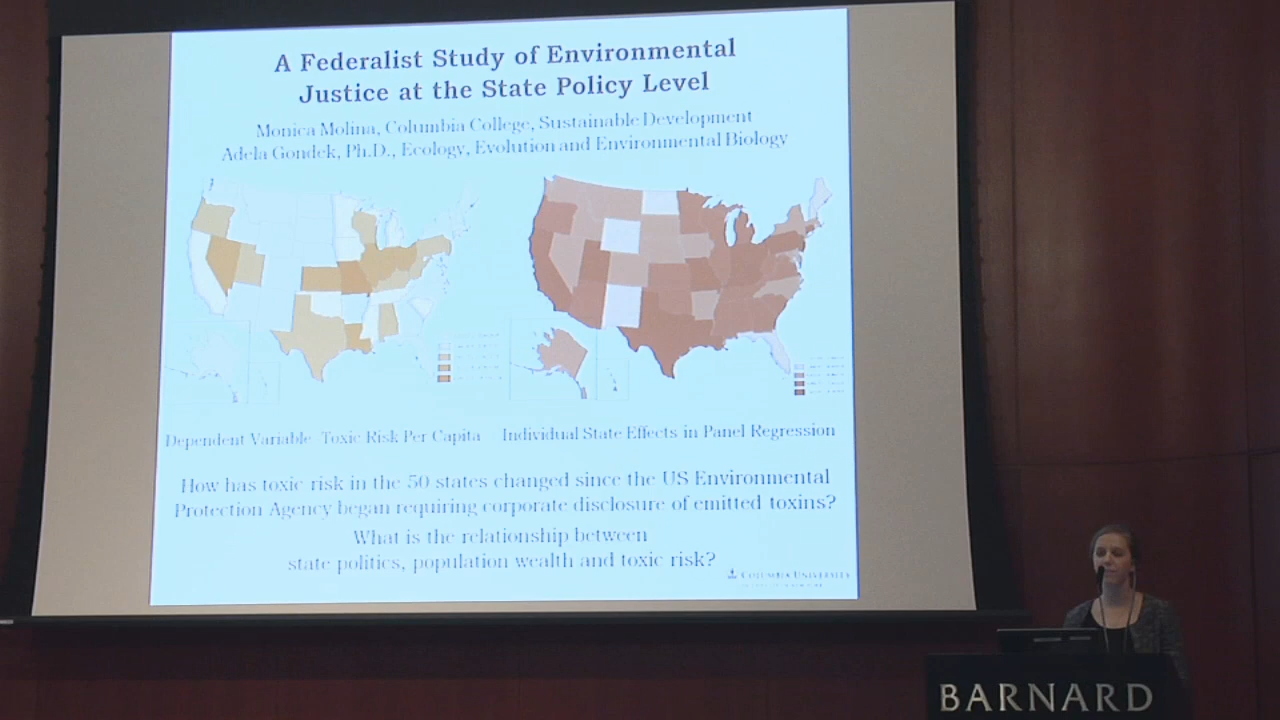 A Federalist Study of Environmental
Justice at the State Policy Level
Monica Molina, Columbia College, Sustainable Development
Adela Gondek, Ph.D., Ecology, Evolution and Environmental Biology
Dependent Variable Toxic Risk Per Capita
Individual State Effects in Panel Regression
How has toxic risk in the 50 states changed since the US Environmental
Protection Agency began requiring corporate disclosure of emitted toxins?
What is the relationship between
state politics, population wealth and toxic risk?
COLUMBIA UNIVERSITY
BARNARD